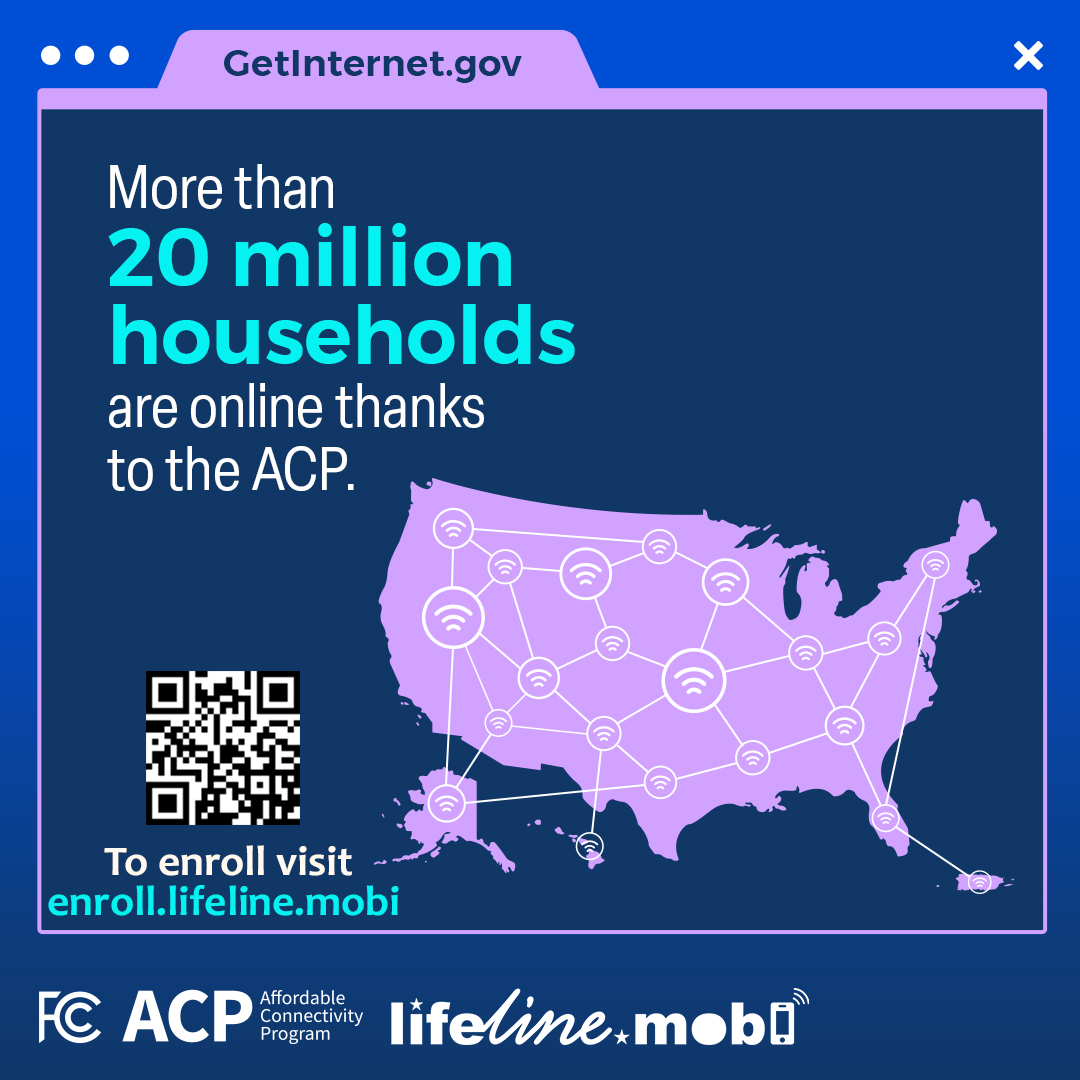 GetInternet.gov
More than
20 million
households
are online thanks
to the ACP.
To enroll visit
enroll.lifeline.mobi
FCC ACP Affordable
Connectivity
Program
lifeline.mobi